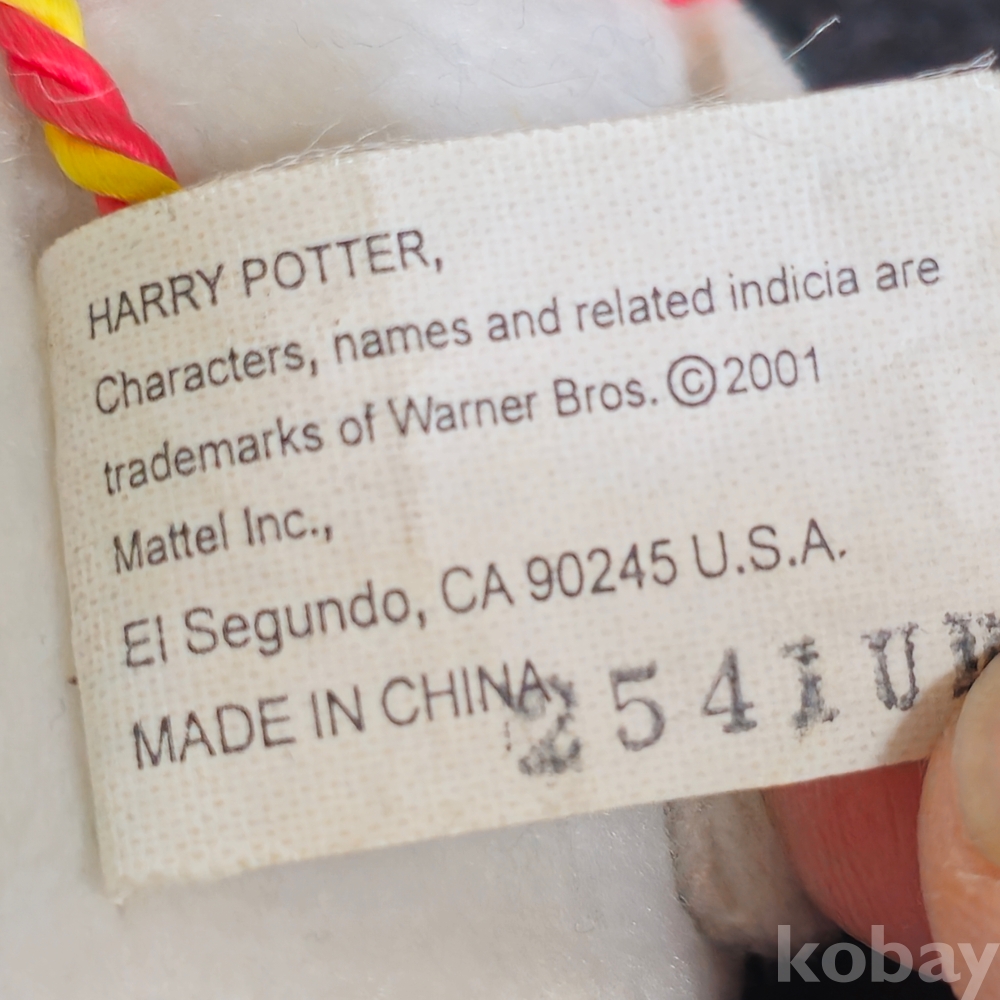 HARRY POTTER,
Characters, names and related indicia are
trademarks of Warner Bros. ©2001
Mattel Inc.,
El Segundo, CA 90245 U.S.A.
MADE IN CHINA
kobay